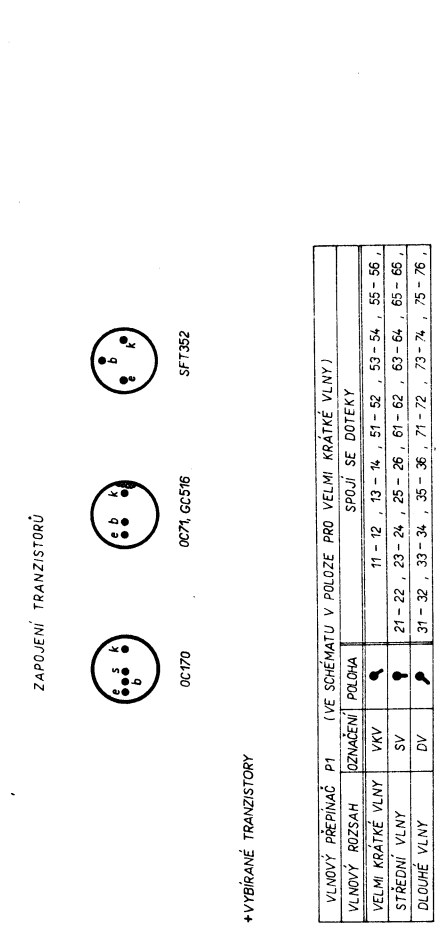 ZAPOJENÍ TRANZISTORŮ
e s k
b
OC170
e b k
OC71, GC516
b
e k
SFT352
+VYBÍRANÉ TRANZISTORY
VLNOVÝ PŘEPÍNAČ P1 (VE SCHÉMATU V POLOZE PRO VELMI KRÁTKÉ VLNY)
VLNOVÝ ROZSAH OZNAČENÍ POLOHA SPOJÍ SE DOTEKY
VELMI KRÁTKÉ VLNY VKV 11 – 12 , 13 – 14 , 51 – 52 , 53 – 54 , 55 – 56 ,
STŘEDNÍ VLNY SV 21 – 22 , 23 – 24 , 25 – 26 , 61 – 62 , 63 – 64 , 65 – 66 ,
DLOUHÉ VLNY DV 31 – 32 , 33 – 34 , 35 – 36 , 71 – 72 , 73 – 74 , 75 – 76 ,